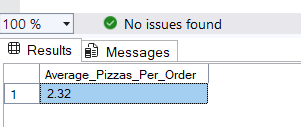 100 %
No issues found
Results
Messages
Average_Pizzas_Per_Order
1
2.32